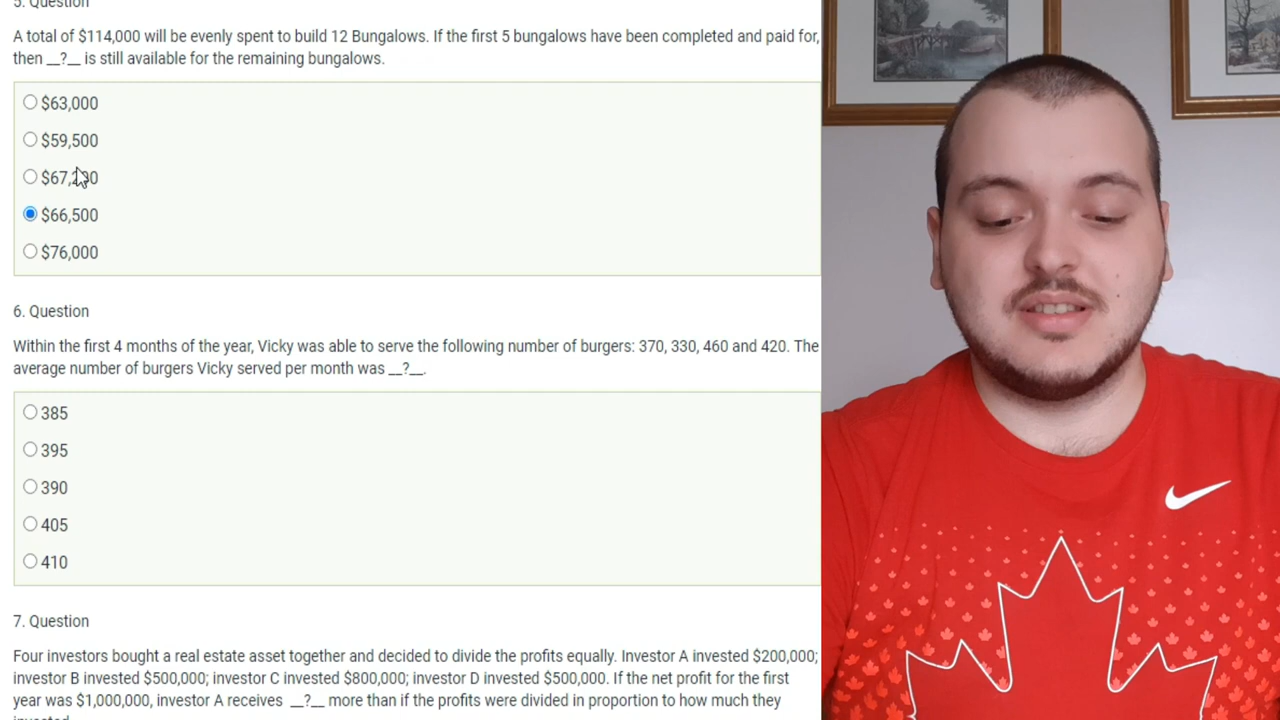 5. Question
A total of $114,000 will be evenly spent to build 12 Bungalows. If the first 5 bungalows have been completed and paid for,
then __?__ is still available for the remaining bungalows.
$63,000
$59,500
$66,500
$76,000
6. Question
Within the first 4 months of the year, Vicky was able to serve the following number of burgers: 370, 330, 460 and 420. The
average number of burgers Vicky served per month was __?__.
385
395
390
405
410
7. Question
Four investors bought a real estate asset together and decided to divide the profits equally. Investor A invested $200,000;
investor B invested $500,000; investor C invested $800,000; investor D invested $500,000. If the net profit for the first
year was $1,000,000, investor A receives __?__ more than if the profits were divided in proportion to how much they
invested.